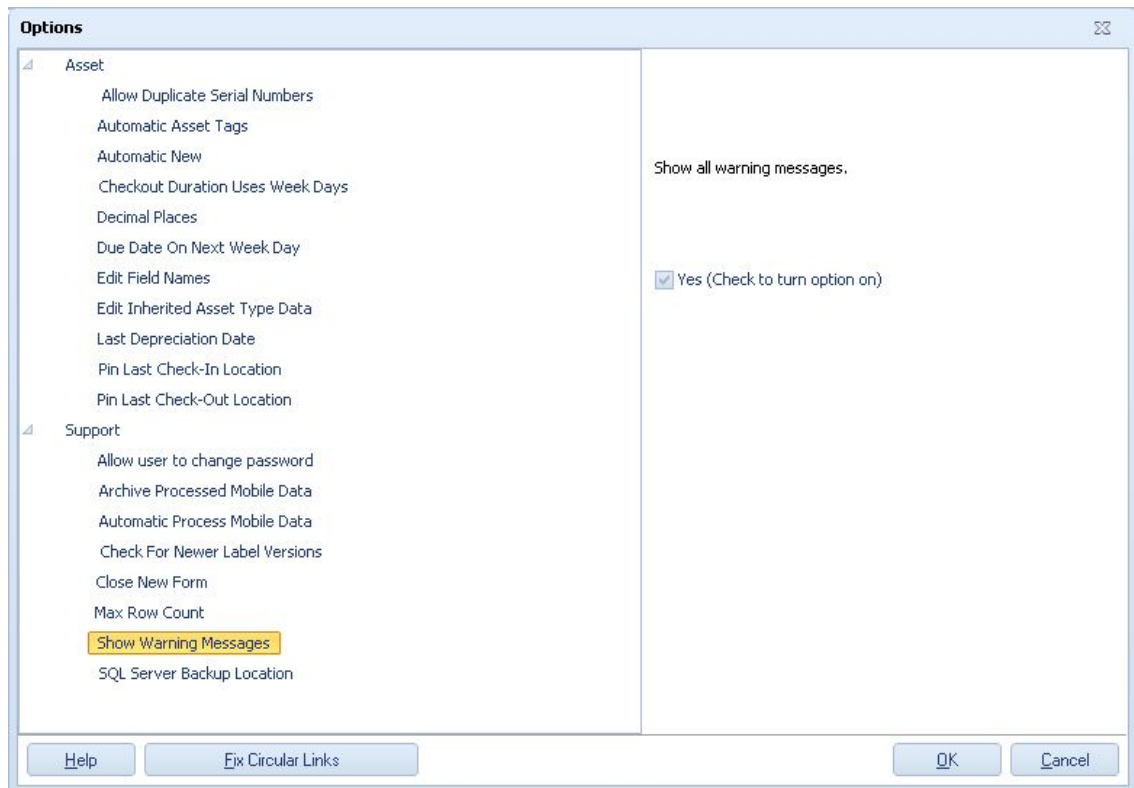 Options
Asset
Allow Duplicate Serial Numbers
Automatic Asset Tags
Automatic New
Checkout Duration Uses Week Days
Decimal Places
Due Date On Next Week Day
Edit Field Names
Edit Inherited Asset Type Data
Last Depreciation Date
Pin Last Check-In Location
Pin Last Check-Out Location
Support
Allow user to change password
Archive Processed Mobile Data
Automatic Process Mobile Data
Check For Newer Label Versions
Close New Form
Max Row Count
Show Warning Messages
SQL Server Backup Location
Show all warning messages.
Yes (Check to turn option on)
Help
Fix Circular Links
OK
Cancel